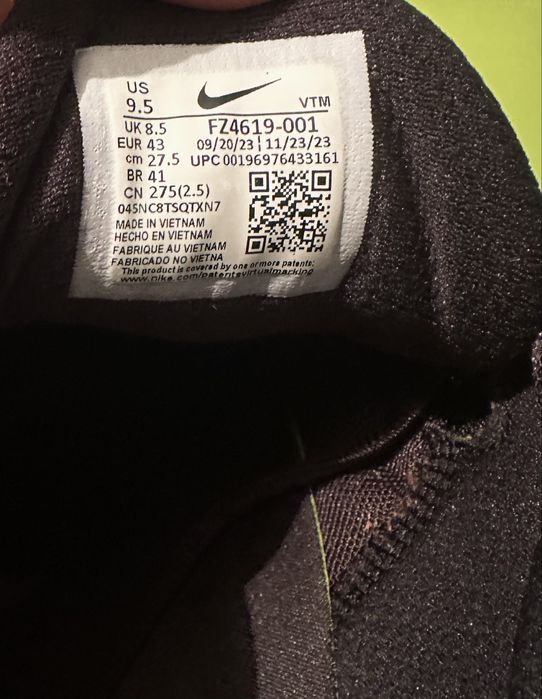 US
9.5
VTM
UK 8.5 FZ4619-001
EUR 43 09/20/23 | 11/23/23
cm 27.5 UPC 00196976433161
BR 41
CN 275(2.5)
045NC8TSQTXN7
MADE IN VIETNAM
HECHO EN VIETNAM
FABRIQUE AU VIETNAM
FABRICADO NO VIETNA
This product is covered by one or more patents:
www.nike.com/patentsvirtualmarking